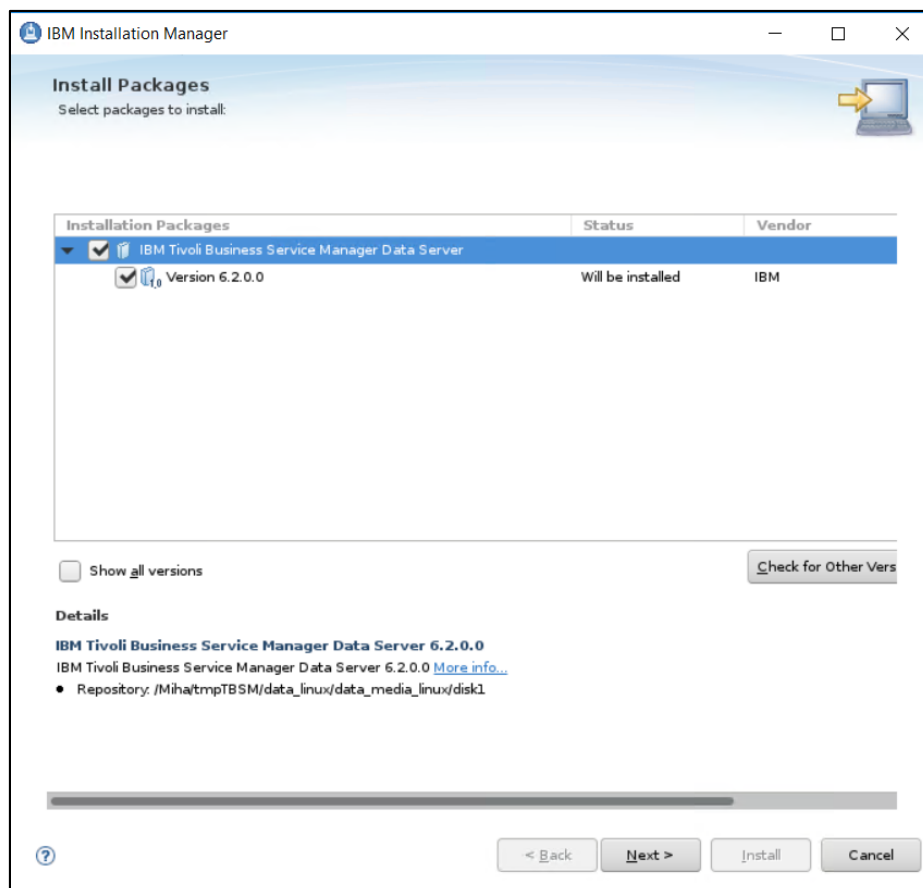 IBM Installation Manager
Install Packages
Select packages to install:
Installation Packages Status Vendor
IBM Tivoli Business Service Manager Data Server
Version 6.2.0.0 Will be installed IBM
Show all versions
Check for Other Vers
Details
IBM Tivoli Business Service Manager Data Server 6.2.0.0
IBM Tivoli Business Service Manager Data Server 6.2.0.0 More info...
• Repository: /Miha/tmpTBSM/data_linux/data_media_linux/disk1
? < Back Next > Install Cancel